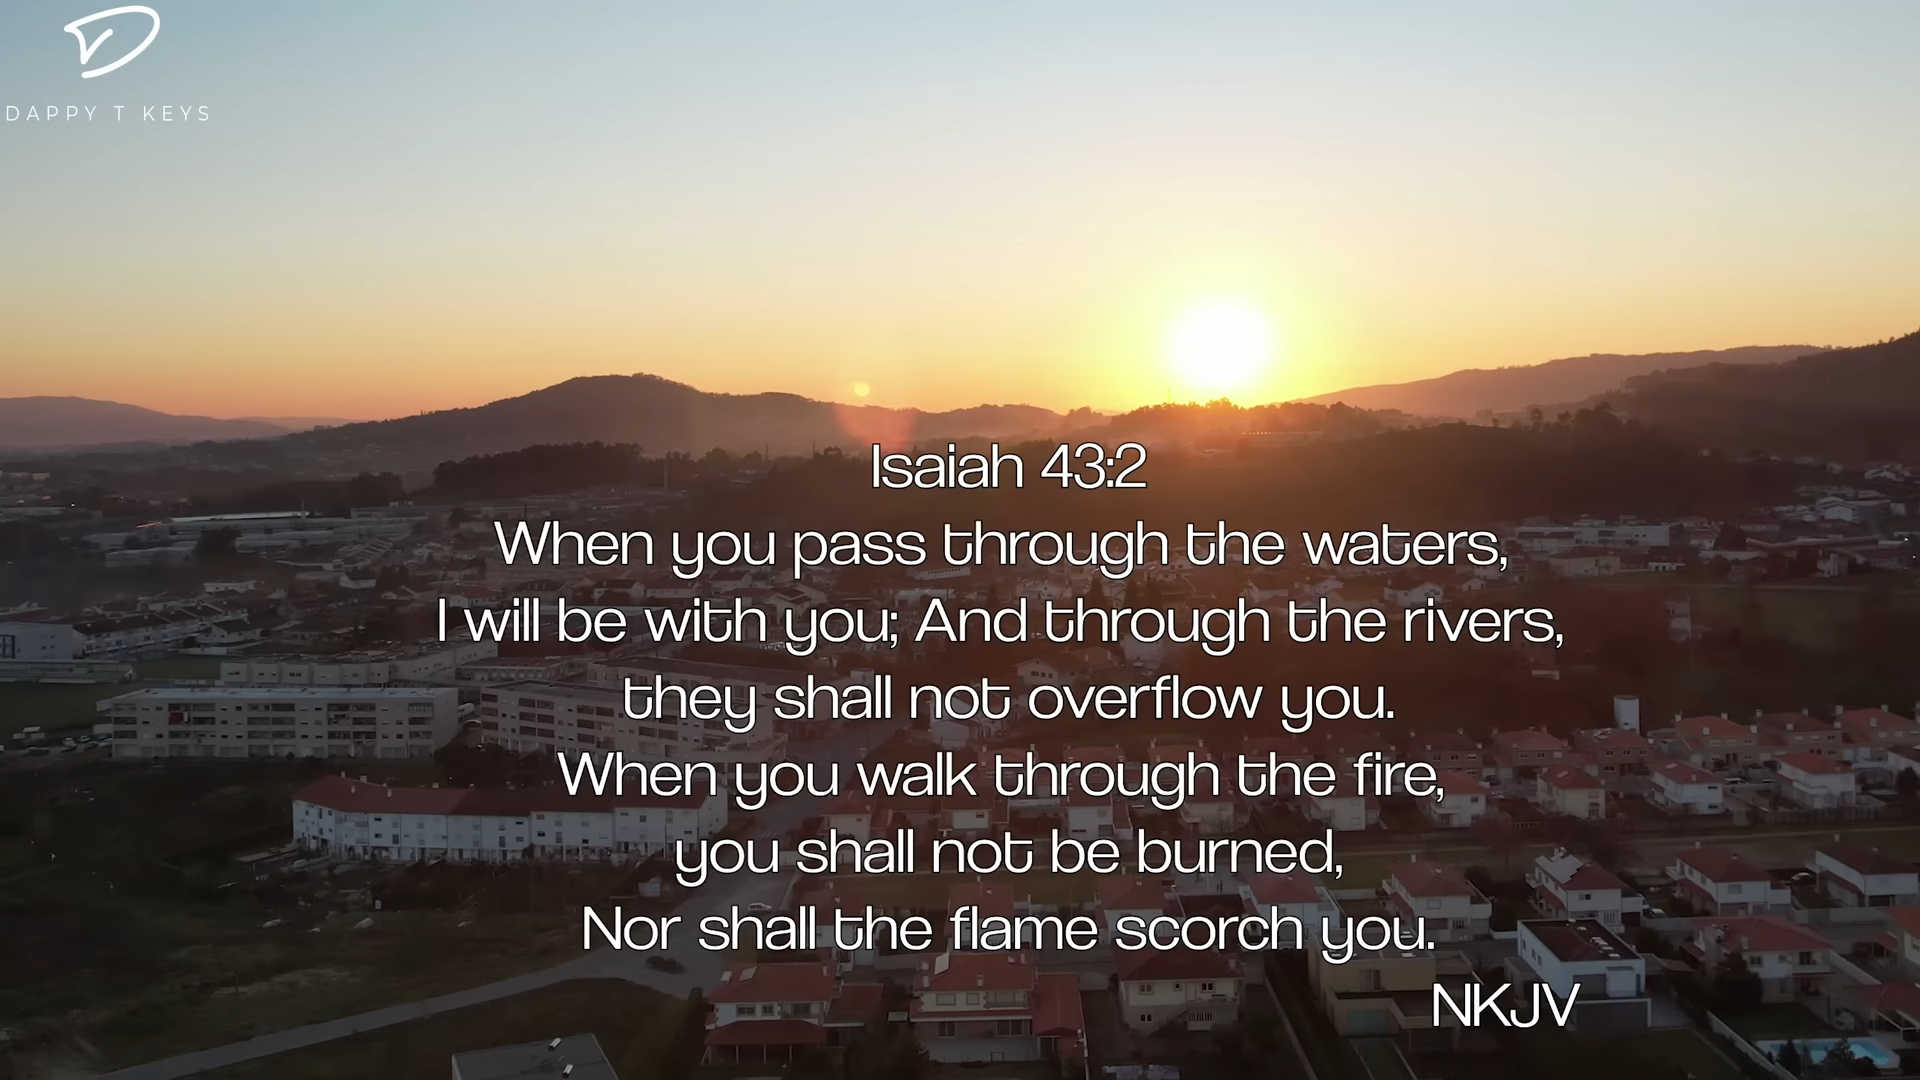 DAPPY T KEYS
Isaiah 43:2
When you pass through the waters,
I will be with you; And through the rivers,
they shall not overflow you.
When you walk through the fire,
you shall not be burned,
Nor shall the flame scorch you.
NKJV